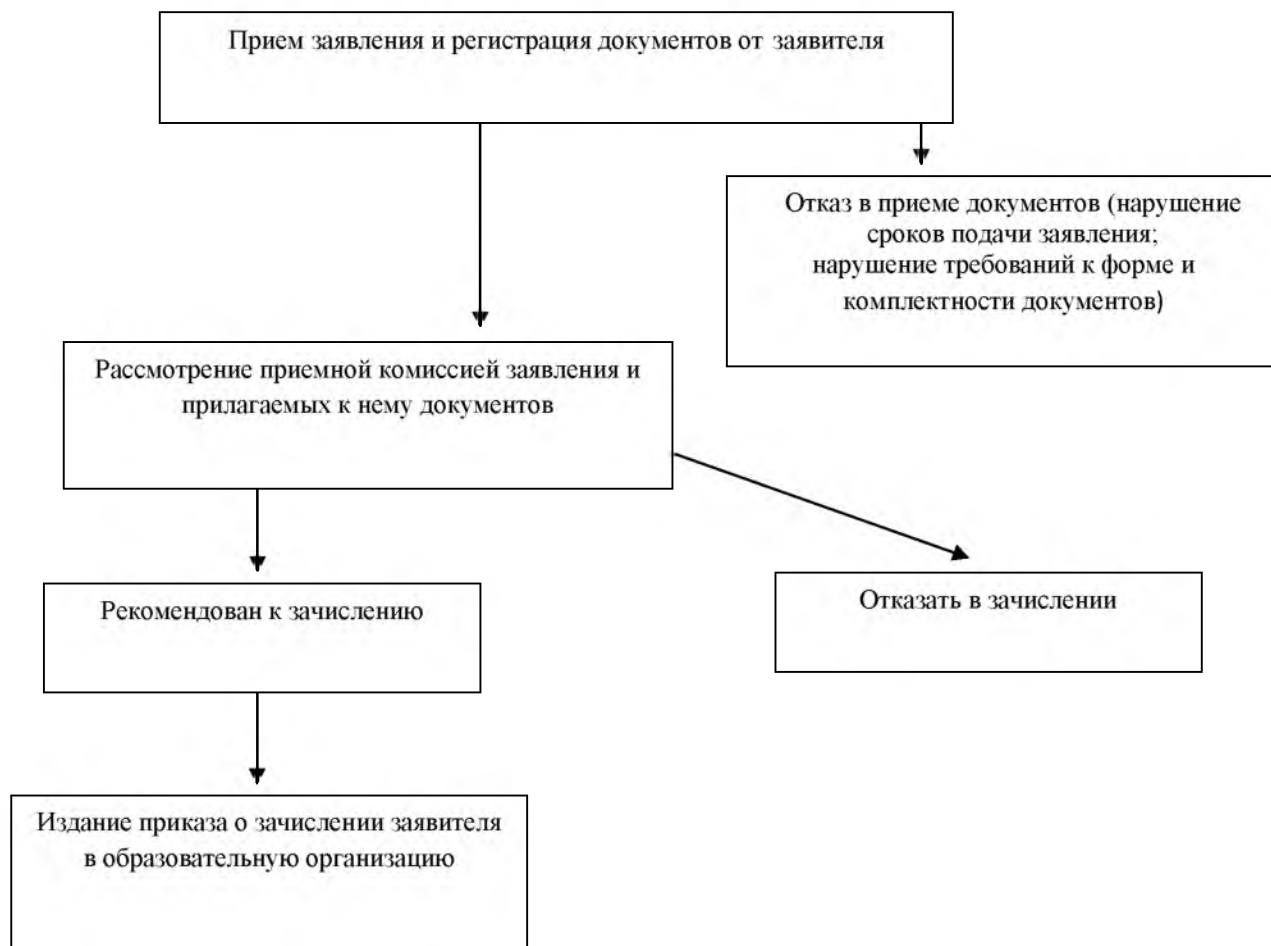 Прием заявления и регистрация документов от заявителя
Отказ в приеме документов (нарушение
сроков подачи заявления;
нарушение требований к форме и
комплектности документов)
Рассмотрение приемной комиссией заявления и
прилагаемых к нему документов
Рекомендован к зачислению
Отказать в зачислении
Издание приказа о зачислении заявителя
в образовательную организацию